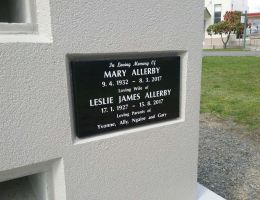 In Loving Memory Of
MARY ALLERBY
9. 4. 1932 - 8. 3. 2017
Loving Wife of
LESLIE JAMES ALLERBY
17. 1. 1927 - 15. 8. 2017
Loving Parents of
Yvonne, Ally, Ngaire and Gary